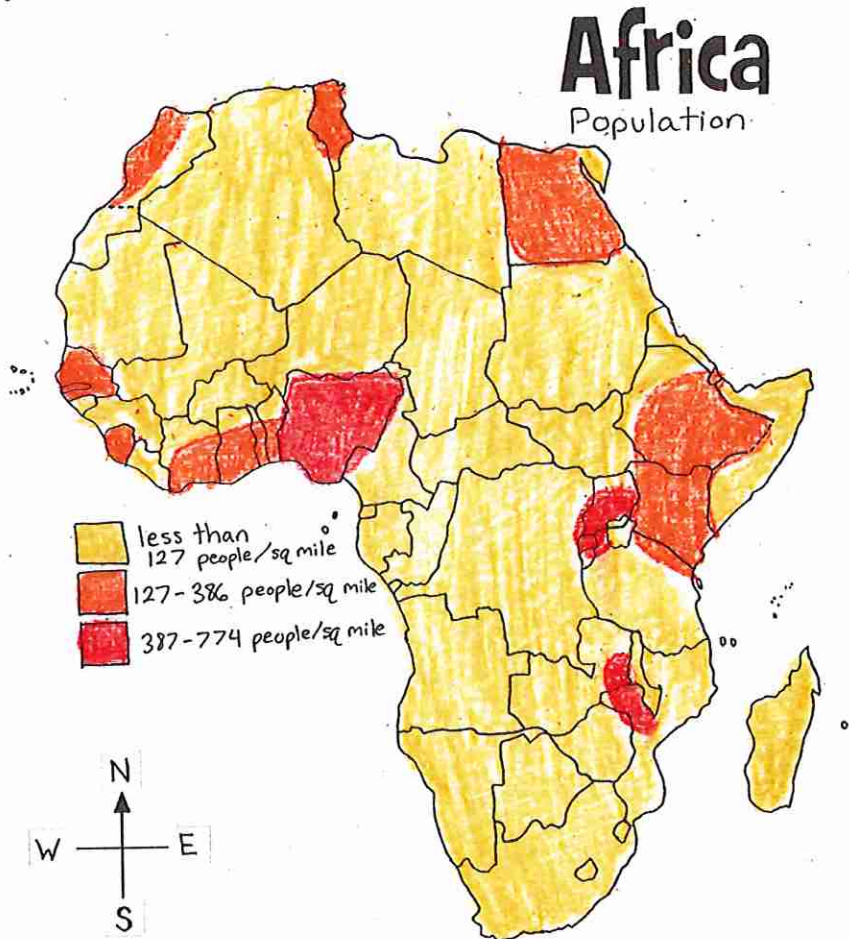 Africa
Population
less than
127 people/sq mile
127-386 people/sq mile
387-774 people/sq mile
N
W
E
S